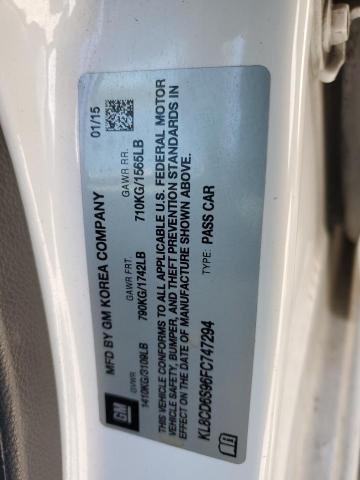 GM
MFD BY GM KOREA COMPANY
01/15
GVWR
GAWR FRT.
GAWR RR.
1410KG/3109LB
790KG/1742LB
710KG/1565LB
THIS VEHICLE CONFORMS TO ALL APPLICABLE U.S. FEDERAL MOTOR
VEHICLE SAFETY, BUMPER, AND THEFT PREVENTION STANDARDS IN
EFFECT ON THE DATE OF MANUFACTURE SHOWN ABOVE.
KL8CD6S96FC747294
TYPE: PASS CAR